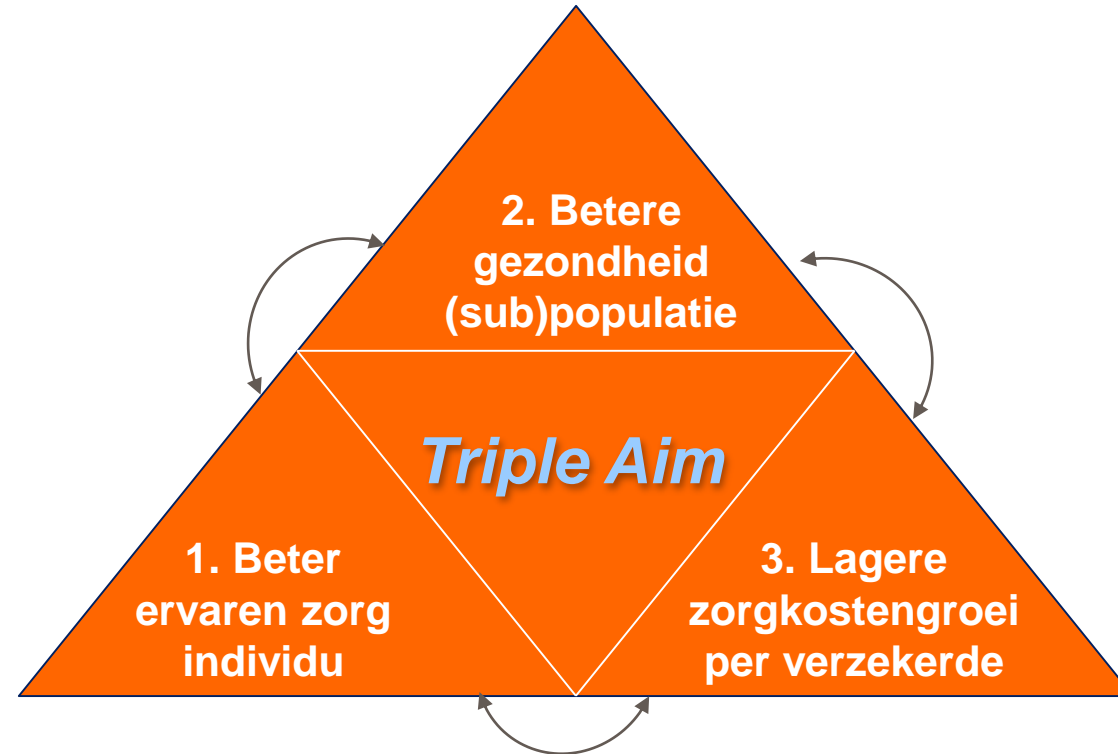 2. Betere
gezondheid
(sub)populatie
Triple Aim
1. Beter
ervaren zorg
individu
3. Lagere
zorgkostengroei
per verzekerde